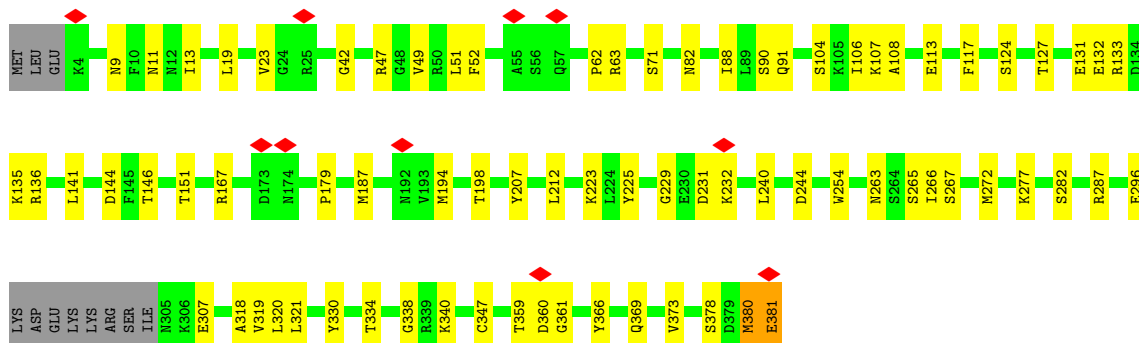 MET LEU GLU K4 N9 F10 N11 N12 I13 L19 V23 G24 R25 G42 R47 G48 V49 R50 L51 F52 A55 S56 Q57 P62 R63 S71 N82 I88 L89 S90 Q91 S104 K105 I106 K107 A108 E113 F117 S124 T127 E131 E132 R133 D134
K135 R136 L141 D144 F145 T146 T151 R167 D173 N174 P179 M187 N192 V193 M194 T198 Y207 L212 K223 L224 Y225 G229 E230 D231 K232 L240 D244 W254 N263 S264 S265 I266 S267 M272 K277 S282 R287 E296
LYS ASP GLU LYS LYS ARG SER ILE N305 K306 E307 A318 V319 L320 L321 Y330 T334 G338 R339 K340 C347 T359 D360 G361 Y366 Q369 V373 S378 D379 M380 E381